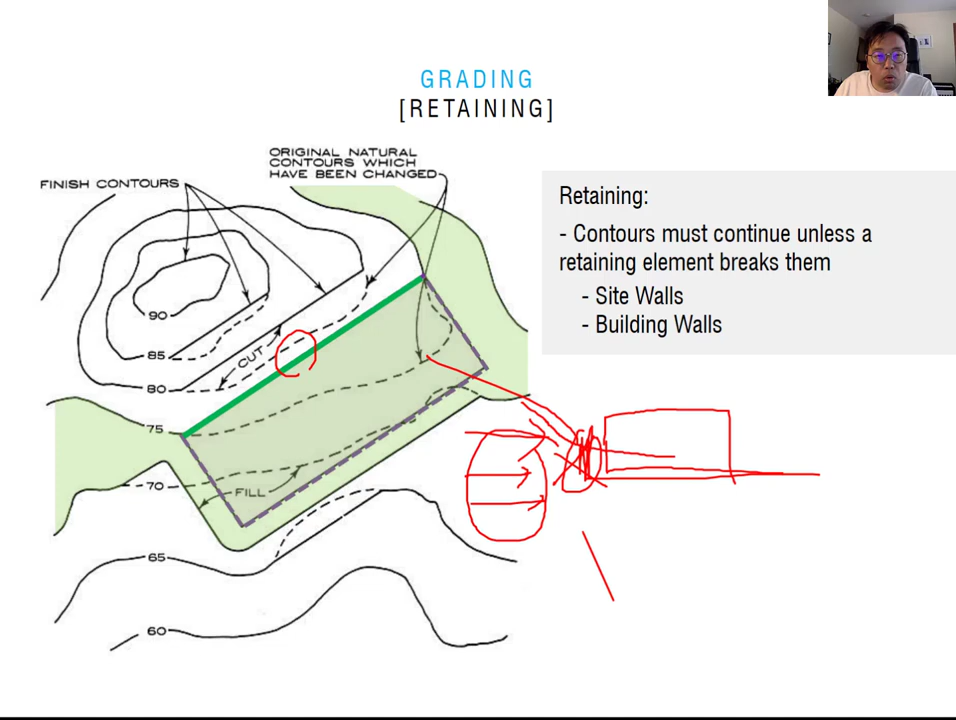 GRADING
[RETAINING]
ORIGINAL NATURAL
CONTOURS WHICH
HAVE BEEN CHANGED
FINISH CONTOURS
Retaining:
- Contours must continue unless a
retaining element breaks them
- Site Walls
- Building Walls
90
85
CUT
80
75
70
FILL
65
60